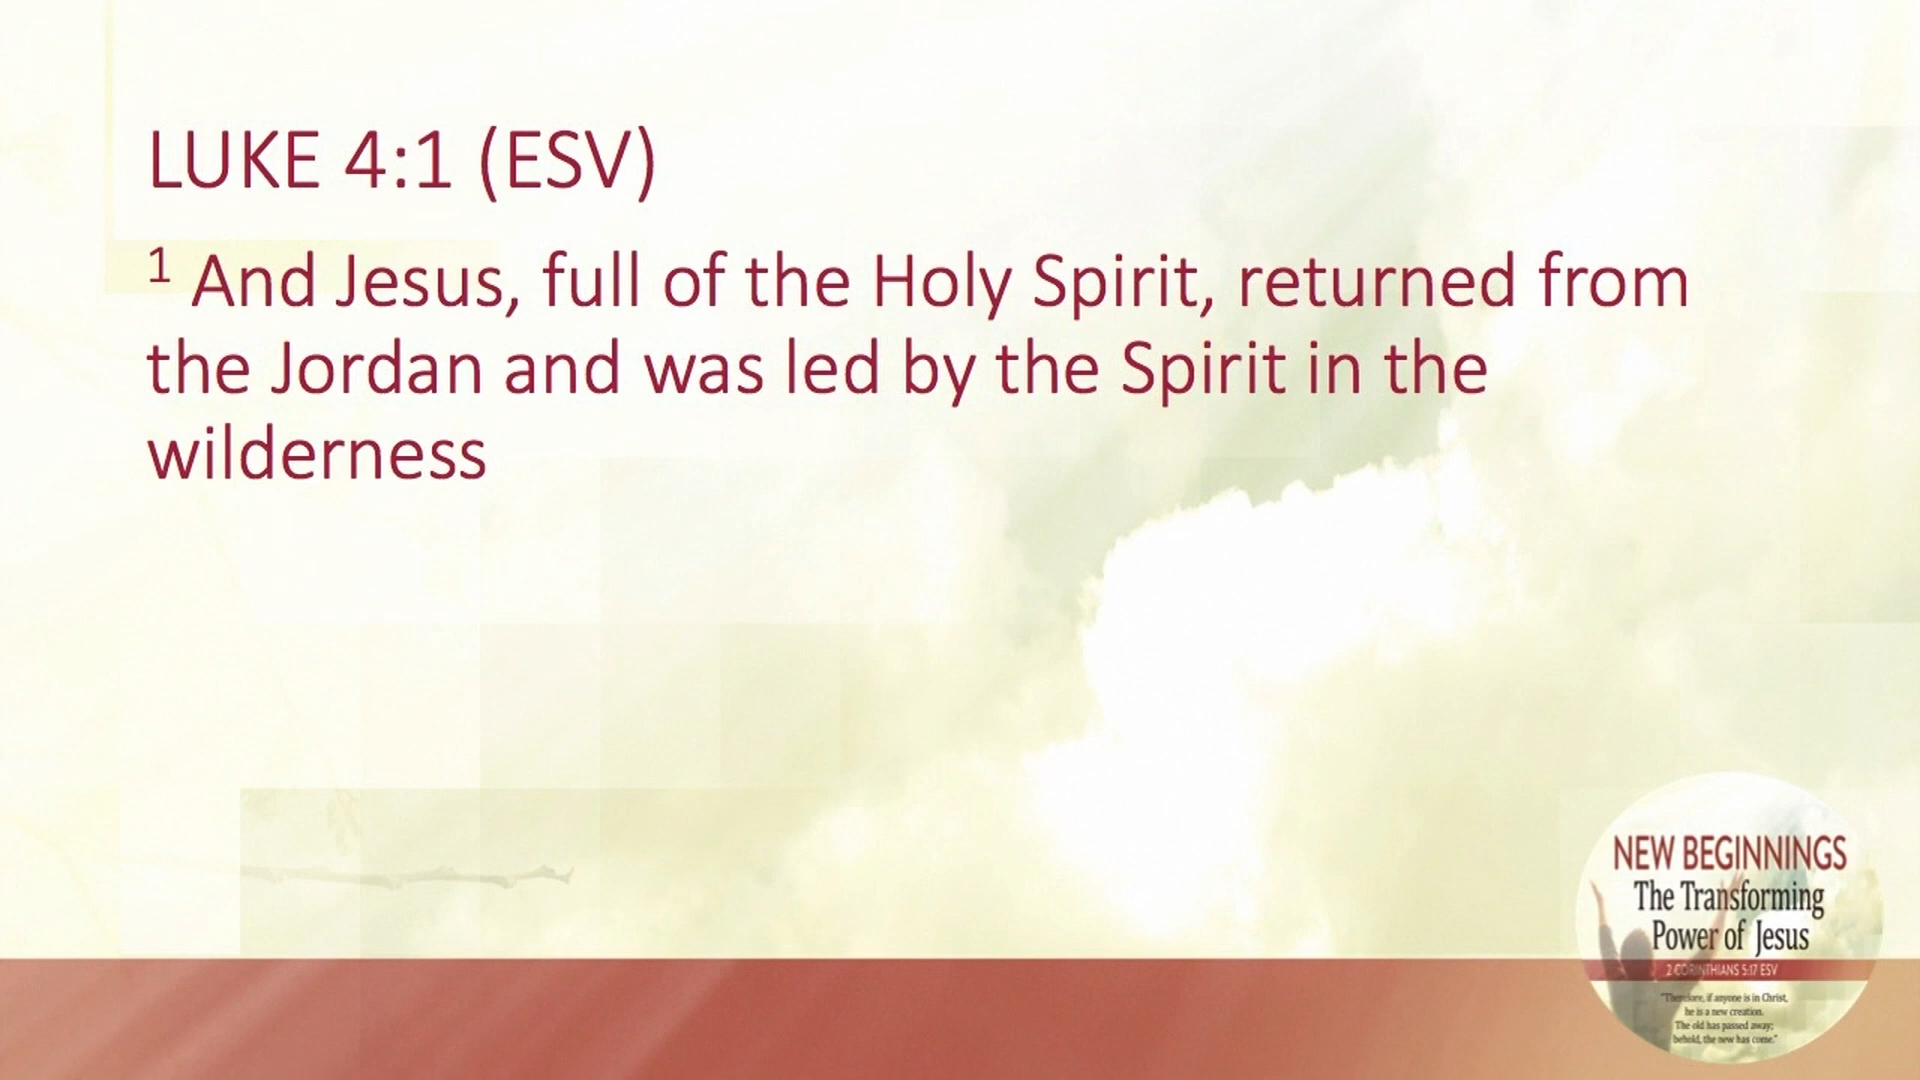 LUKE 4:1 (ESV)
1 And Jesus, full of the Holy Spirit, returned from
the Jordan and was led by the Spirit in the
wilderness
NEW BEGINNINGS
The Transforming
Power of Jesus
2 CORINTHIANS 5:17 ESV
"Therefore, if anyone is in Christ,
he is a new creation.
The old has passed away;
behold, the new has come."